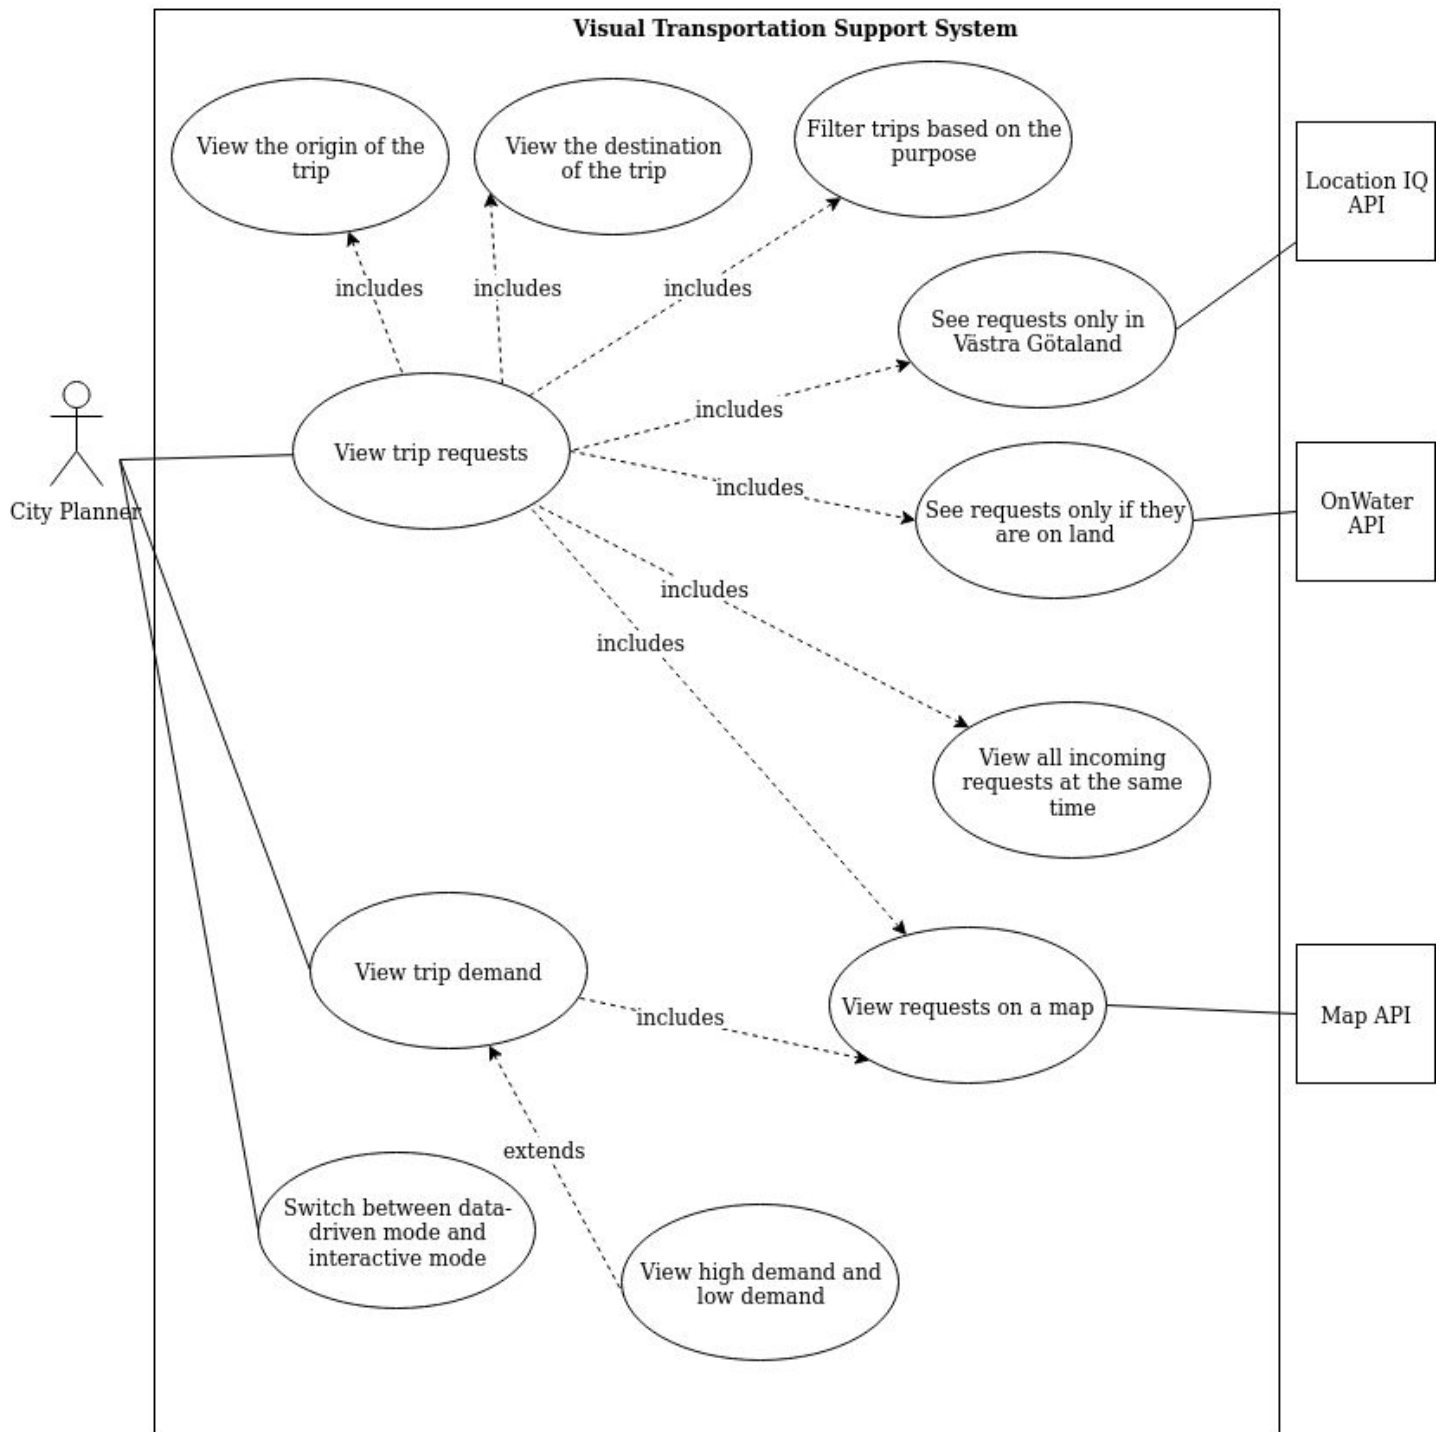 Visual Transportation Support System
View the origin of the
trip
View the destination
of the trip
Filter trips based on the
purpose
Location IQ
API
includes
includes
includes
See requests only in
Västra Götaland
includes
View trip requests
City Planner
includes
See requests only if they
are on land
OnWater
API
includes
includes
View all incoming
requests at the same
time
View trip demand
includes
View requests on a map
Map API
extends
Switch between data-
driven mode and
interactive mode
View high demand and
low demand